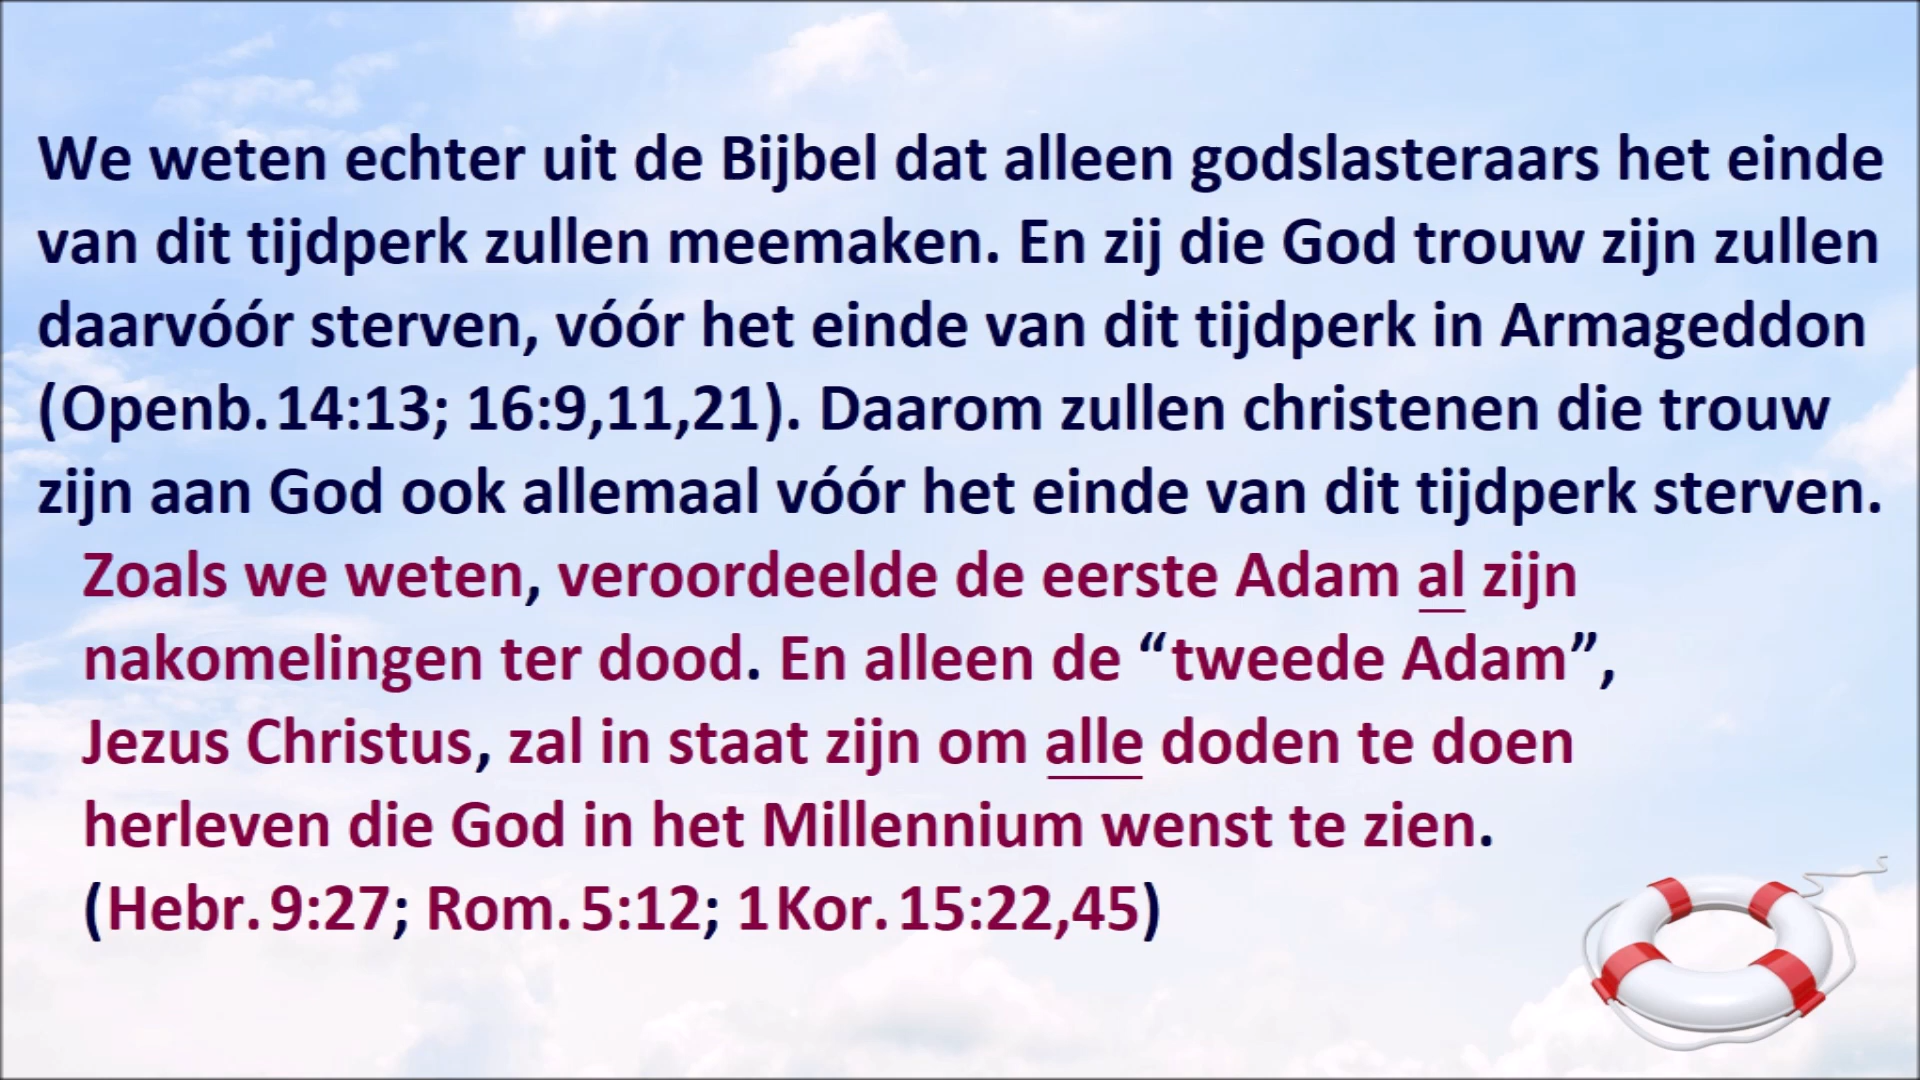 We weten echter uit de Bijbel dat alleen godslasteraars het einde
van dit tijdperk zullen meemaken. En zij die God trouw zijn zullen
daarvóór sterven, vóór het einde van dit tijdperk in Armageddon
(Openb. 14:13; 16:9,11,21). Daarom zullen christenen die trouw
zijn aan God ook allemaal vóór het einde van dit tijdperk sterven.
Zoals we weten, veroordeelde de eerste Adam al zijn
nakomelingen ter dood. En alleen de “tweede Adam”,
Jezus Christus, zal in staat zijn om alle doden te doen
herleven die God in het Millennium wenst te zien.
(Hebr. 9:27; Rom. 5:12; 1 Kor. 15:22,45)